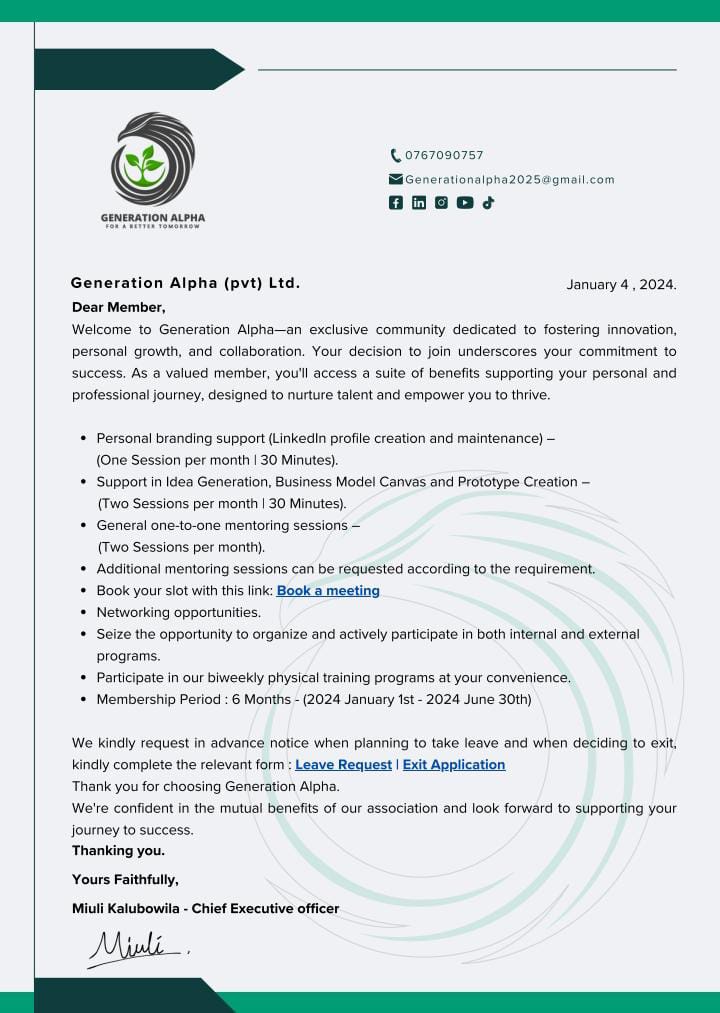 GENERATION ALPHA
FOR A BETTER TOMORROW
0767090757
Generationalpha2025@gmail.com
Generation Alpha (pvt) Ltd.
January 4 , 2024.
Dear Member,
Welcome to Generation Alpha—an exclusive community dedicated to fostering innovation,
personal growth, and collaboration. Your decision to join underscores your commitment to
success. As a valued member, you'll access a suite of benefits supporting your personal and
professional journey, designed to nurture talent and empower you to thrive.
• Personal branding support (LinkedIn profile creation and maintenance) –
(One Session per month | 30 Minutes).
• Support in Idea Generation, Business Model Canvas and Prototype Creation –
(Two Sessions per month | 30 Minutes).
• General one-to-one mentoring sessions –
(Two Sessions per month).
• Additional mentoring sessions can be requested according to the requirement.
• Book your slot with this link: Book a meeting
• Networking opportunities.
• Seize the opportunity to organize and actively participate in both internal and external
programs.
• Participate in our biweekly physical training programs at your convenience.
• Membership Period : 6 Months - (2024 January 1st - 2024 June 30th)
We kindly request in advance notice when planning to take leave and when deciding to exit,
kindly complete the relevant form : Leave Request | Exit Application
Thank you for choosing Generation Alpha.
We're confident in the mutual benefits of our association and look forward to supporting your
journey to success.
Thanking you.
Yours Faithfully,
Miuli Kalubowila - Chief Executive officer
Miuli .